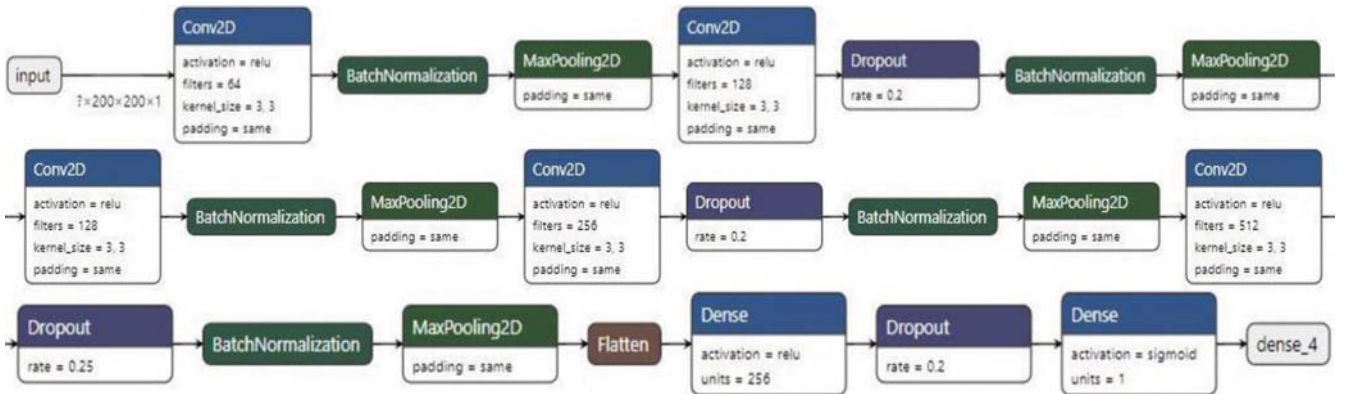 input
?×200×200×1
Conv2D
activation = relu
filters = 64
kernel_size = 3, 3
padding = same
BatchNormalization
MaxPooling2D
padding = same
Conv2D
activation = relu
filters = 128
kernel_size = 3, 3
padding = same
Dropout
rate = 0.2
BatchNormalization
MaxPooling2D
padding = same
Conv2D
activation = relu
filters = 128
kernel_size = 3, 3
padding = same
BatchNormalization
MaxPooling2D
padding = same
Conv2D
activation = relu
filters = 256
kernel_size = 3, 3
padding = same
Dropout
rate = 0.2
BatchNormalization
MaxPooling2D
padding = same
Conv2D
activation = relu
filters = 512
kernel_size = 3, 3
padding = same
Dropout
rate = 0.25
BatchNormalization
MaxPooling2D
padding = same
Flatten
Dense
activation = relu
units = 256
Dropout
rate = 0.2
Dense
activation = sigmoid
units = 1
dense_4